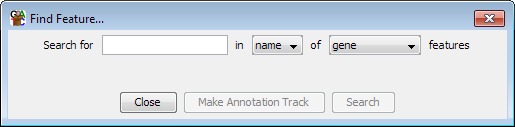 Find Feature...
Search for in name of gene features
Close Make Annotation Track Search